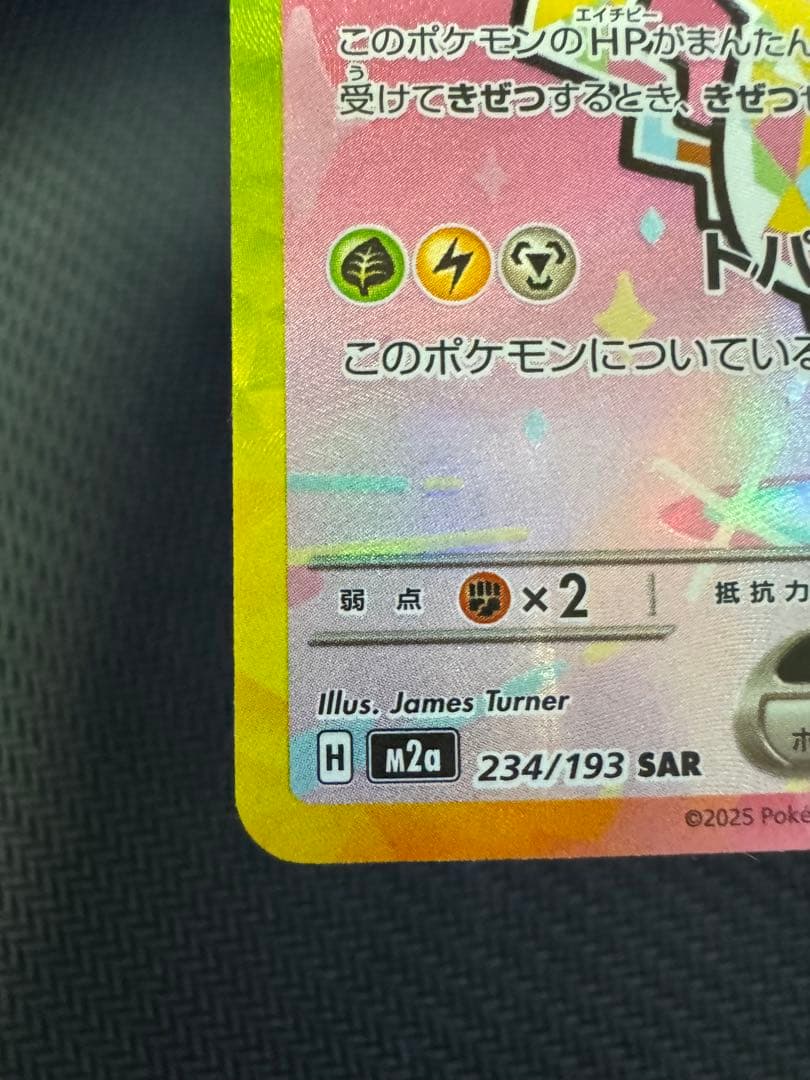 エイチピー
このポケモンのHPがまんたん
う
受けてきぜつするとき、きぜつ
トパ
このポケモンについている
弱 点 ×2 抵抗力
Illus. James Turner
H M2a 234/193 SAR
©2025 Poké